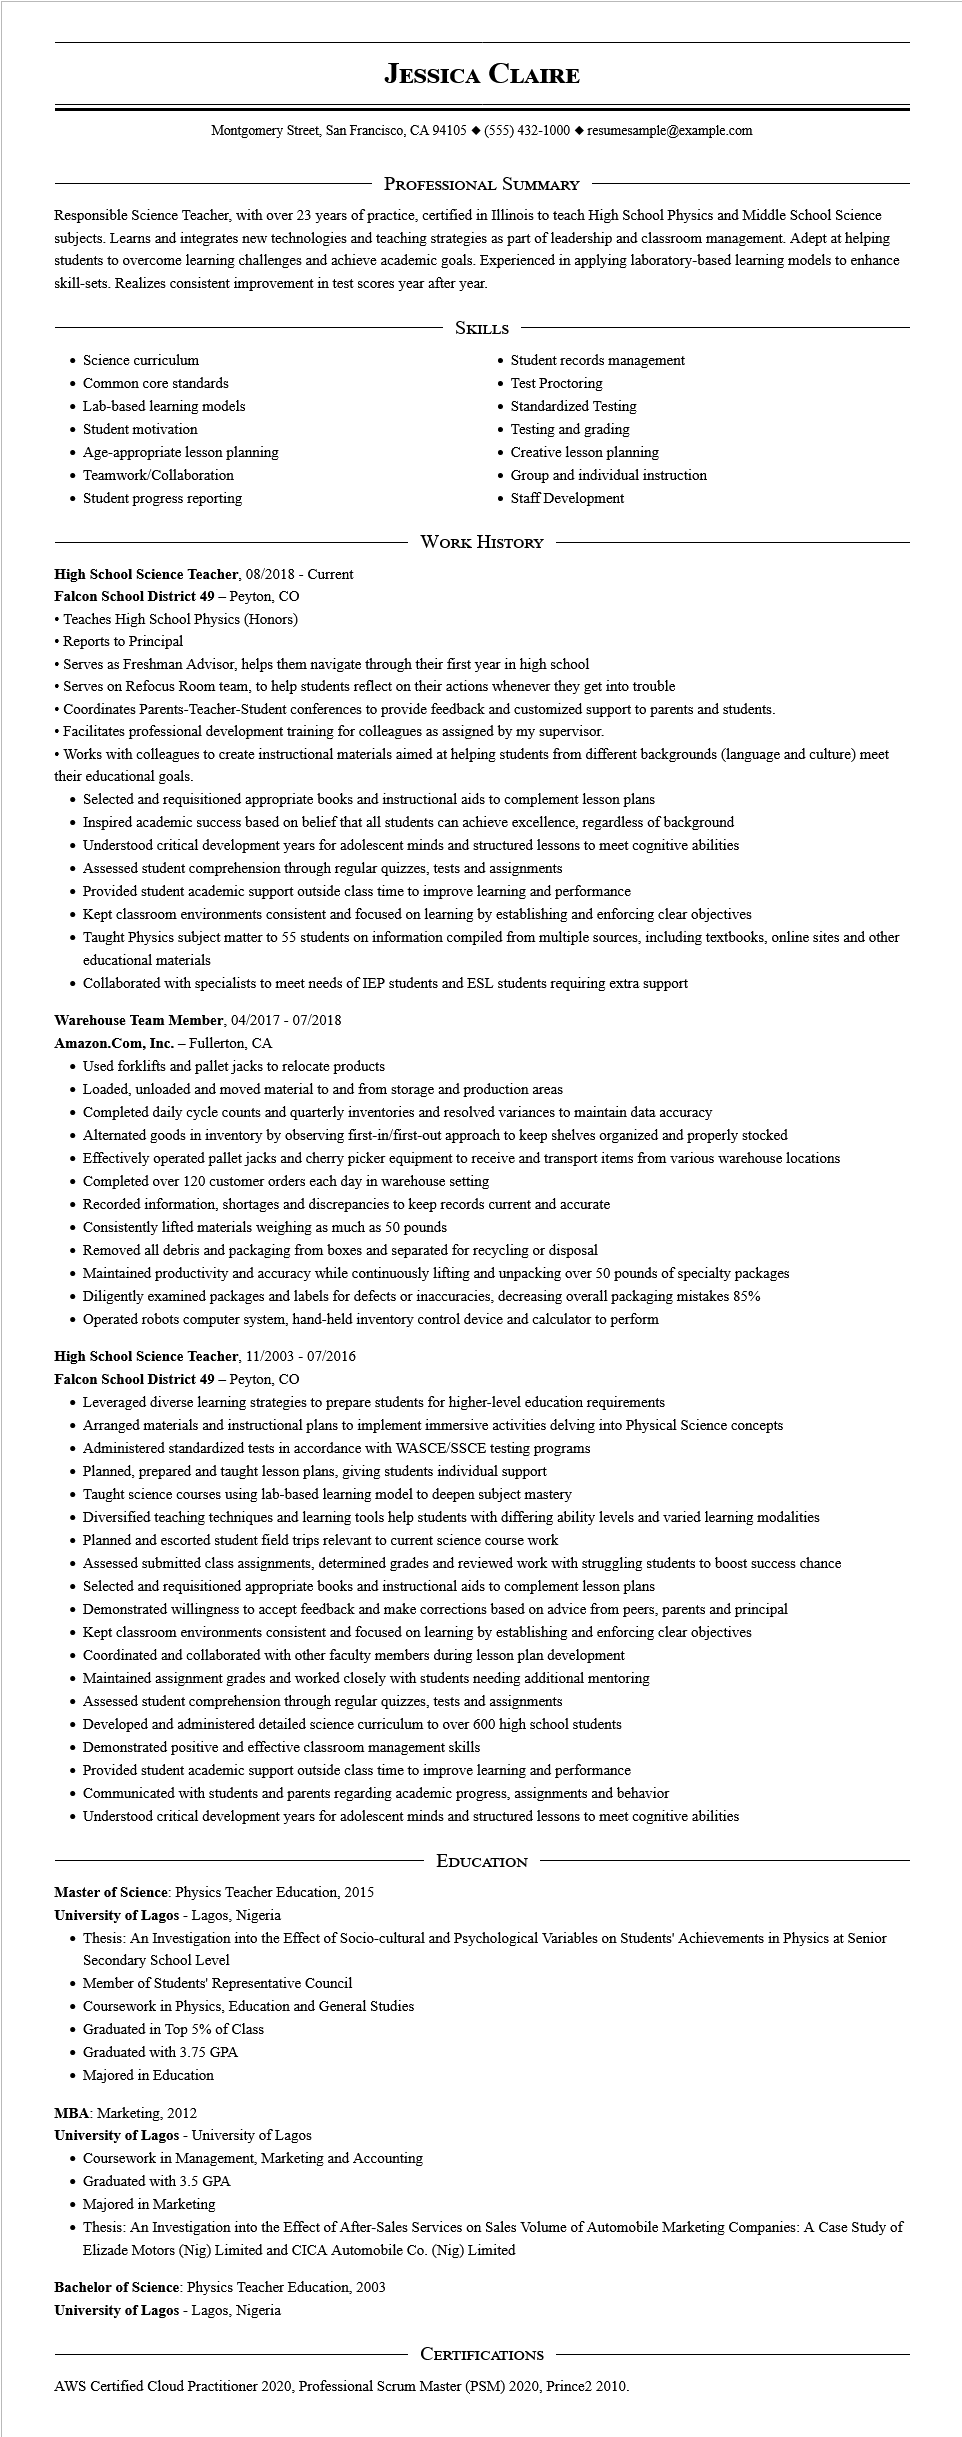 Jessica Claire
Montgomery Street, San Francisco, CA 94105 ◆ (555) 432-1000 ◆ resumesample@example.com
Professional Summary
Responsible Science Teacher, with over 23 years of practice, certified in Illinois to teach High School Physics and Middle School Science
subjects. Learns and integrates new technologies and teaching strategies as part of leadership and classroom management. Adept at helping
students to overcome learning challenges and achieve academic goals. Experienced in applying laboratory-based learning models to enhance
skill-sets. Realizes consistent improvement in test scores year after year.
Skills
• Science curriculum
• Common core standards
• Lab-based learning models
• Student motivation
• Age-appropriate lesson planning
• Teamwork/Collaboration
• Student progress reporting
• Student records management
• Test Proctoring
• Standardized Testing
• Testing and grading
• Creative lesson planning
• Group and individual instruction
• Staff Development
Work History
High School Science Teacher, 08/2018 - Current
Falcon School District 49 – Peyton, CO
• Teaches High School Physics (Honors)
• Reports to Principal
• Serves as Freshman Advisor, helps them navigate through their first year in high school
• Serves on Refocus Room team, to help students reflect on their actions whenever they get into trouble
• Coordinates Parents-Teacher-Student conferences to provide feedback and customized support to parents and students.
• Facilitates professional development training for colleagues as assigned by my supervisor.
• Works with colleagues to create instructional materials aimed at helping students from different backgrounds (language and culture) meet
their educational goals.
• Selected and requisitioned appropriate books and instructional aids to complement lesson plans
• Inspired academic success based on belief that all students can achieve excellence, regardless of background
• Understood critical development years for adolescent minds and structured lessons to meet cognitive abilities
• Assessed student comprehension through regular quizzes, tests and assignments
• Provided student academic support outside class time to improve learning and performance
• Kept classroom environments consistent and focused on learning by establishing and enforcing clear objectives
• Taught Physics subject matter to 55 students on information compiled from multiple sources, including textbooks, online sites and other
educational materials
• Collaborated with specialists to meet needs of IEP students and ESL students requiring extra support
Warehouse Team Member, 04/2017 - 07/2018
Amazon.Com, Inc. – Fullerton, CA
• Used forklifts and pallet jacks to relocate products
• Loaded, unloaded and moved material to and from storage and production areas
• Completed daily cycle counts and quarterly inventories and resolved variances to maintain data accuracy
• Alternated goods in inventory by observing first-in/first-out approach to keep shelves organized and properly stocked
• Effectively operated pallet jacks and cherry picker equipment to receive and transport items from various warehouse locations
• Completed over 120 customer orders each day in warehouse setting
• Recorded information, shortages and discrepancies to keep records current and accurate
• Consistently lifted materials weighing as much as 50 pounds
• Removed all debris and packaging from boxes and separated for recycling or disposal
• Maintained productivity and accuracy while continuously lifting and unpacking over 50 pounds of specialty packages
• Diligently examined packages and labels for defects or inaccuracies, decreasing overall packaging mistakes 85%
• Operated robots computer system, hand-held inventory control device and calculator to perform
High School Science Teacher, 11/2003 - 07/2016
Falcon School District 49 – Peyton, CO
• Leveraged diverse learning strategies to prepare students for higher-level education requirements
• Arranged materials and instructional plans to implement immersive activities delving into Physical Science concepts
• Administered standardized tests in accordance with WASCE/SSCE testing programs
• Planned, prepared and taught lesson plans, giving students individual support
• Taught science courses using lab-based learning model to deepen subject mastery
• Diversified teaching techniques and learning tools help students with differing ability levels and varied learning modalities
• Planned and escorted student field trips relevant to current science course work
• Assessed submitted class assignments, determined grades and reviewed work with struggling students to boost success chance
• Selected and requisitioned appropriate books and instructional aids to complement lesson plans
• Demonstrated willingness to accept feedback and make corrections based on advice from peers, parents and principal
• Kept classroom environments consistent and focused on learning by establishing and enforcing clear objectives
• Coordinated and collaborated with other faculty members during lesson plan development
• Maintained assignment grades and worked closely with students needing additional mentoring
• Assessed student comprehension through regular quizzes, tests and assignments
• Developed and administered detailed science curriculum to over 600 high school students
• Demonstrated positive and effective classroom management skills
• Provided student academic support outside class time to improve learning and performance
• Communicated with students and parents regarding academic progress, assignments and behavior
• Understood critical development years for adolescent minds and structured lessons to meet cognitive abilities
Education
Master of Science: Physics Teacher Education, 2015
University of Lagos - Lagos, Nigeria
• Thesis: An Investigation into the Effect of Socio-cultural and Psychological Variables on Students' Achievements in Physics at Senior
Secondary School Level
• Member of Students' Representative Council
• Coursework in Physics, Education and General Studies
• Graduated in Top 5% of Class
• Graduated with 3.75 GPA
• Majored in Education
MBA: Marketing, 2012
University of Lagos - University of Lagos
• Coursework in Management, Marketing and Accounting
• Graduated with 3.5 GPA
• Majored in Marketing
• Thesis: An Investigation into the Effect of After-Sales Services on Sales Volume of Automobile Marketing Companies: A Case Study of
Elizade Motors (Nig) Limited and CICA Automobile Co. (Nig) Limited
Bachelor of Science: Physics Teacher Education, 2003
University of Lagos - Lagos, Nigeria
Certifications
AWS Certified Cloud Practitioner 2020, Professional Scrum Master (PSM) 2020, Prince2 2010.